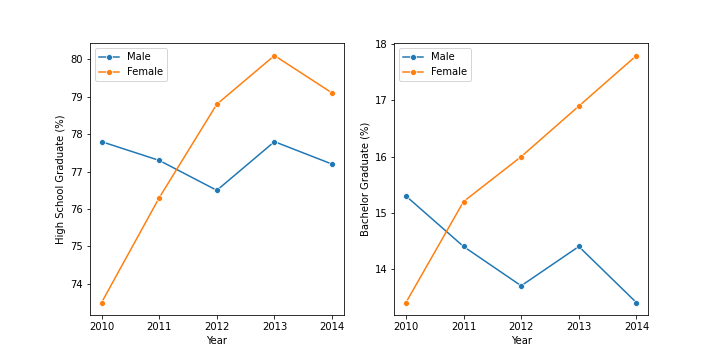 Male
Female
High School Graduate (%)
80
79
78
77
76
75
74
2010
2011
2012
2013
2014
Year
Male
Female
Bachelor Graduate (%)
18
17
16
15
14
2010
2011
2012
2013
2014
Year